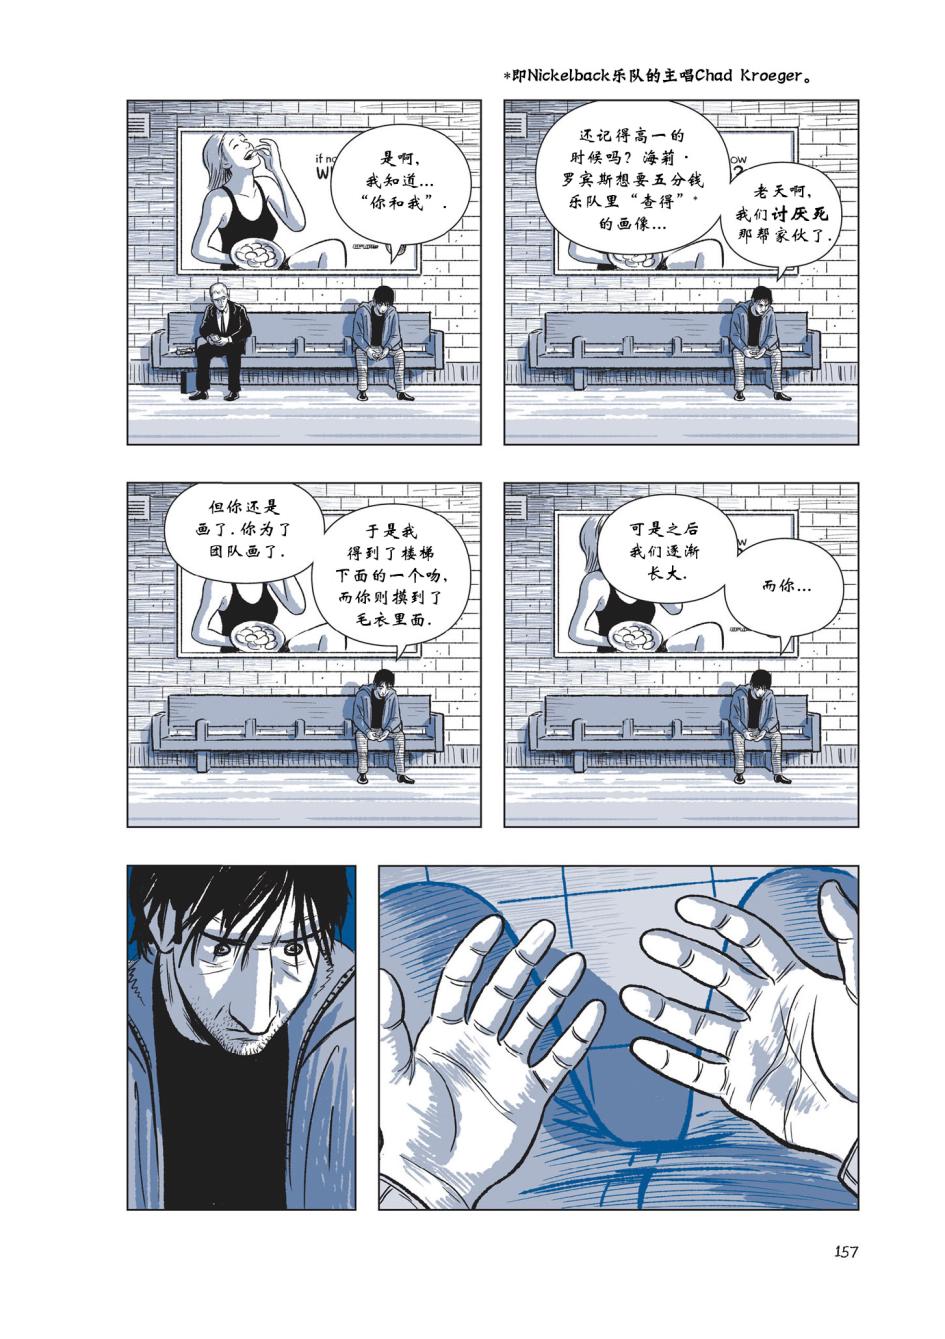 *即Nickelback乐队的主唱Chad Kroeger。
是啊,
我知道...
“你和我”.
if no
W
还记得高一的
时候吗? 海莉·
罗宾斯想要五分钱
乐队里“查得”*
的画像...
老天啊,
我们讨厌死
那帮家伙了.
OW
?
但你还是
画了.你为了
团队画了.
于是我
得到了楼梯
下面的一个吻,
而你则摸到了
毛衣里面.
可是之后
我们逐渐
长大.
而你...
w
157